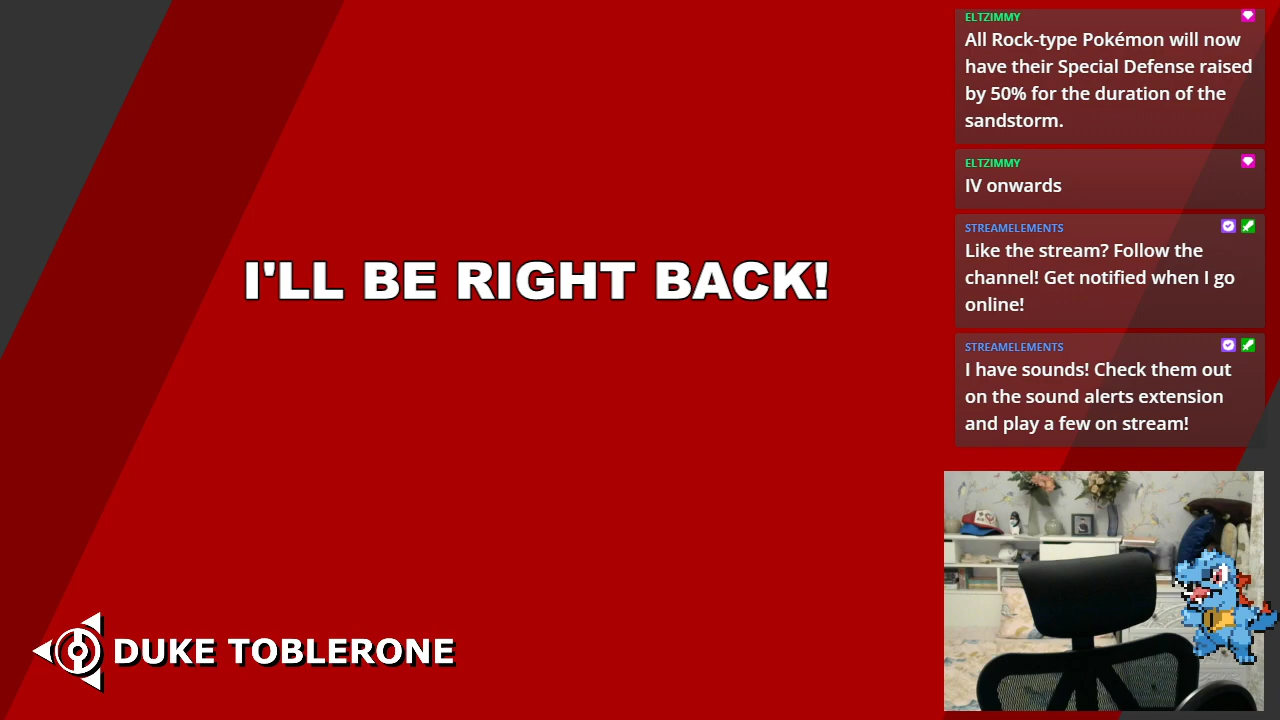 ELTZIMMY
All Rock-type Pokémon will now
have their Special Defense raised
by 50% for the duration of the
sandstorm.
ELTZIMMY
IV onwards
STREAMELEMENTS
Like the stream? Follow the
channel! Get notified when I go
online!
STREAMELEMENTS
I have sounds! Check them out
on the sound alerts extension
and play a few on stream!
I'LL BE RIGHT BACK!
DUKE TOBLERONE